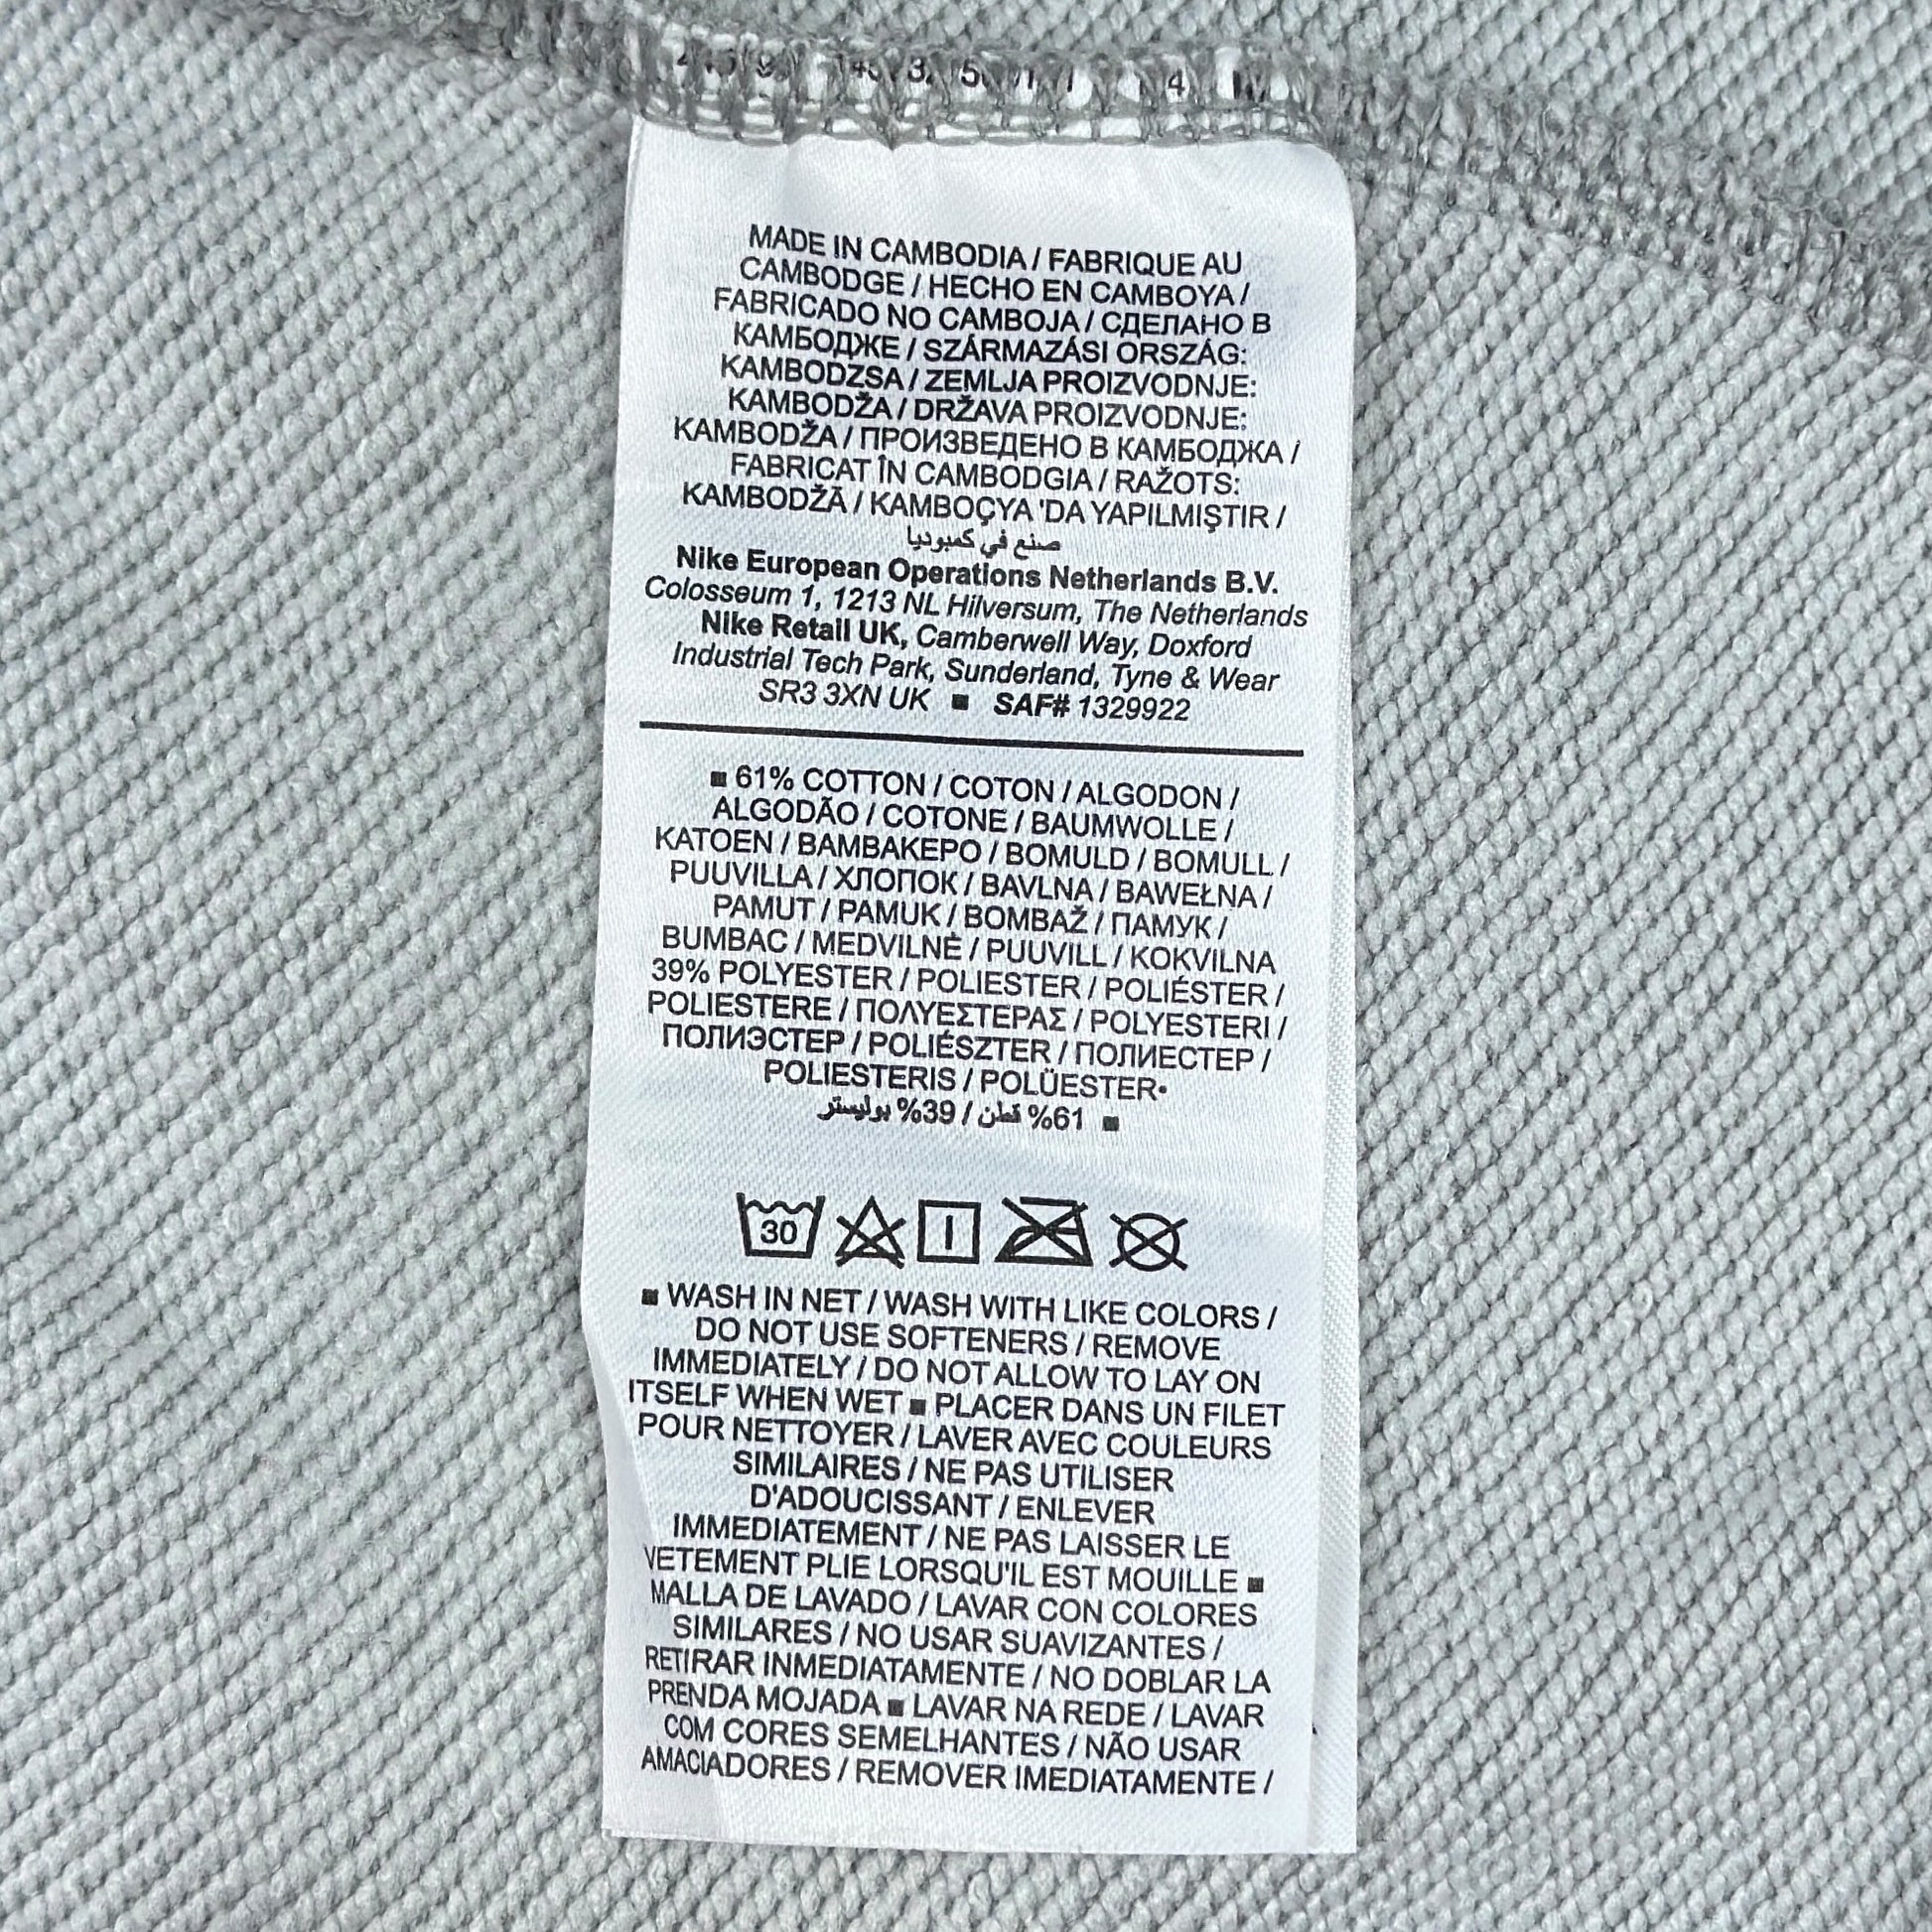 MADE IN CAMBODIA / FABRIQUE AU
CAMBODGE / HECHO EN CAMBOYA /
FABRICADO NO CAMBOJA / СДЕЛАНО В
КАМБОДЖЕ / SZÁRMAZÁSI ORSZÁG:
KAMBODZSA / ZEMLJA PROIZVODNJE:
KAMBODŽA / DRŽAVA PROIZVODNJE:
KAMBODŽA / ПРОИЗВЕДЕНО В КАМБОДЖА /
FABRICAT ÎN CAMBODGIA / RAŽOTS:
KAMBODŽĀ / KAMBOÇYA 'DA YAPILMIŞTIR /
صنع في كمبوديا
Nike European Operations Netherlands B.V.
Colosseum 1, 1213 NL Hilversum, The Netherlands
Nike Retail UK, Camberwell Way, Doxford
Industrial Tech Park, Sunderland, Tyne & Wear
SR3 3XN UK ■ SAF# 1329922
■ 61% COTTON / COTON / ALGODON /
ALGODÃO / COTONE / BAUMWOLLE /
KATOEN / ΒΑΜΒΑΚΕΡΟ / BOMULD / BOMULL /
PUUVILLA / ХЛОПОК / BAVLNA / BAWEŁNA /
PAMUT / PAMUK / BOMBAŽ / ПАМУК /
BUMBAC / MEDVILNĖ / PUUVILL / KOKVILNA
39% POLYESTER / POLIESTER / POLIÉSTER /
POLIESTERE / ΠΟΛΥΕΣΤΕΡΑΣ / POLYESTERI /
ПОЛИЭСТЕР / POLIÉSZTER / ПОЛИЕСТЕР /
POLIESTERIS / POLÜESTER•
■ 61% قطن / 39% بوليستر
30
■ WASH IN NET / WASH WITH LIKE COLORS /
DO NOT USE SOFTENERS / REMOVE
IMMEDIATELY / DO NOT ALLOW TO LAY ON
ITSELF WHEN WET ■ PLACER DANS UN FILET
POUR NETTOYER / LAVER AVEC COULEURS
SIMILAIRES / NE PAS UTILISER
D'ADOUCISSANT / ENLEVER
IMMEDIATEMENT / NE PAS LAISSER LE
VETEMENT PLIE LORSQU'IL EST MOUILLE ■
MALLA DE LAVADO / LAVAR CON COLORES
SIMILARES / NO USAR SUAVIZANTES /
RETIRAR INMEDIATAMENTE / NO DOBLAR LA
PRENDA MOJADA ■ LAVAR NA REDE / LAVAR
COM CORES SEMELHANTES / NÃO USAR
AMACIADORES / REMOVER IMEDIATAMENTE /